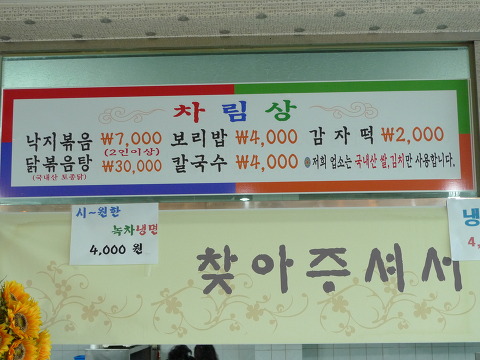 차림상
낙지볶음 ₩7,000 보리밥 ₩4,000 감자떡 ₩2,000
(2인이상)
닭볶음탕 ₩30,000 칼국수 ₩4,000 ●저희 업소는 국내산 쌀,김치만 사용합니다.
(국내산 토종닭)
시~원한
녹차냉면
4,000 원
냉
4,
찾아주셔서